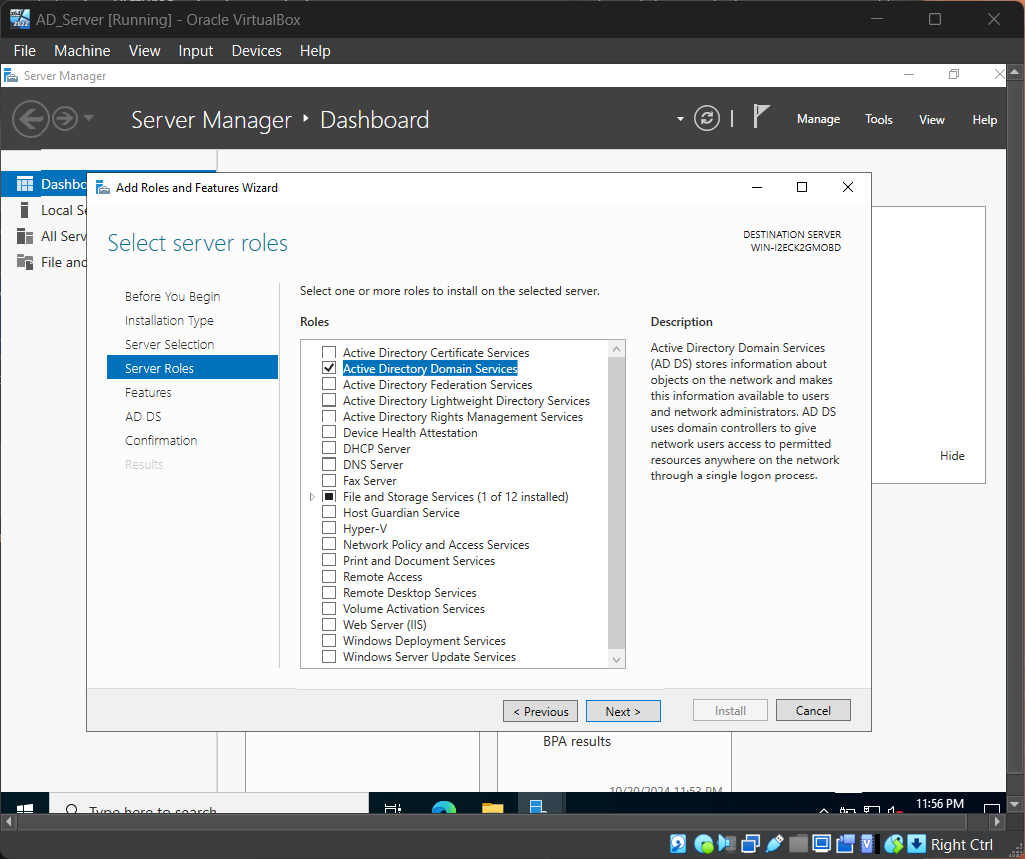 AD_Server [Running] - Oracle VirtualBox
File Machine View Input Devices Help
Server Manager
Server Manager Dashboard
Manage Tools View Help
Dashbo
Local Se
All Serv
File and
Add Roles and Features Wizard
Select server roles
DESTINATION SERVER
WIN-I2ECK2GMOBD
Before You Begin
Installation Type
Server Selection
Server Roles
Features
AD DS
Confirmation
Results
Select one or more roles to install on the selected server.
Roles
Active Directory Certificate Services
Active Directory Domain Services
Active Directory Federation Services
Active Directory Lightweight Directory Services
Active Directory Rights Management Services
Device Health Attestation
DHCP Server
DNS Server
Fax Server
File and Storage Services (1 of 12 installed)
Host Guardian Service
Hyper-V
Network Policy and Access Services
Print and Document Services
Remote Access
Remote Desktop Services
Volume Activation Services
Web Server (IIS)
Windows Deployment Services
Windows Server Update Services
Description
Active Directory Domain Services
(AD DS) stores information about
objects on the network and makes
this information available to users
and network administrators. AD DS
uses domain controllers to give
network users access to permitted
resources anywhere on the network
through a single logon process.
Hide
< Previous Next > Install Cancel
BPA results
10/20/2024 11:53 PM
Type here to search
11:56 PM
Right Ctrl